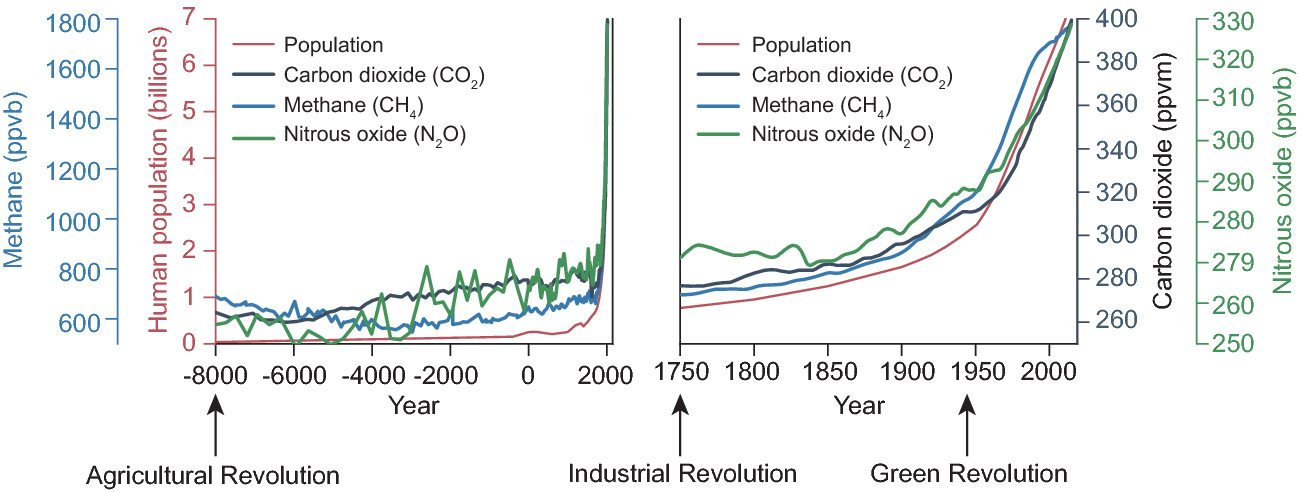 Methane (ppvb)
1800
1600
1400
1200
1000
800
600
Human population (billions)
7
6
5
4
3
2
1
0
Population
Carbon dioxide (CO2)
Methane (CH4)
Nitrous oxide (N2O)
-8000 -6000 -4000 -2000 0 2000
Year
Agricultural Revolution
Population
Carbon dioxide (CO2)
Methane (CH4)
Nitrous oxide (N2O)
1750 1800 1850 1900 1950 2000
Year
Industrial Revolution
Green Revolution
400
380
360
340
320
300
280
260
Carbon dioxide (ppvm)
330
320
310
300
290
280
279
260
250
Nitrous oxide (ppvb)